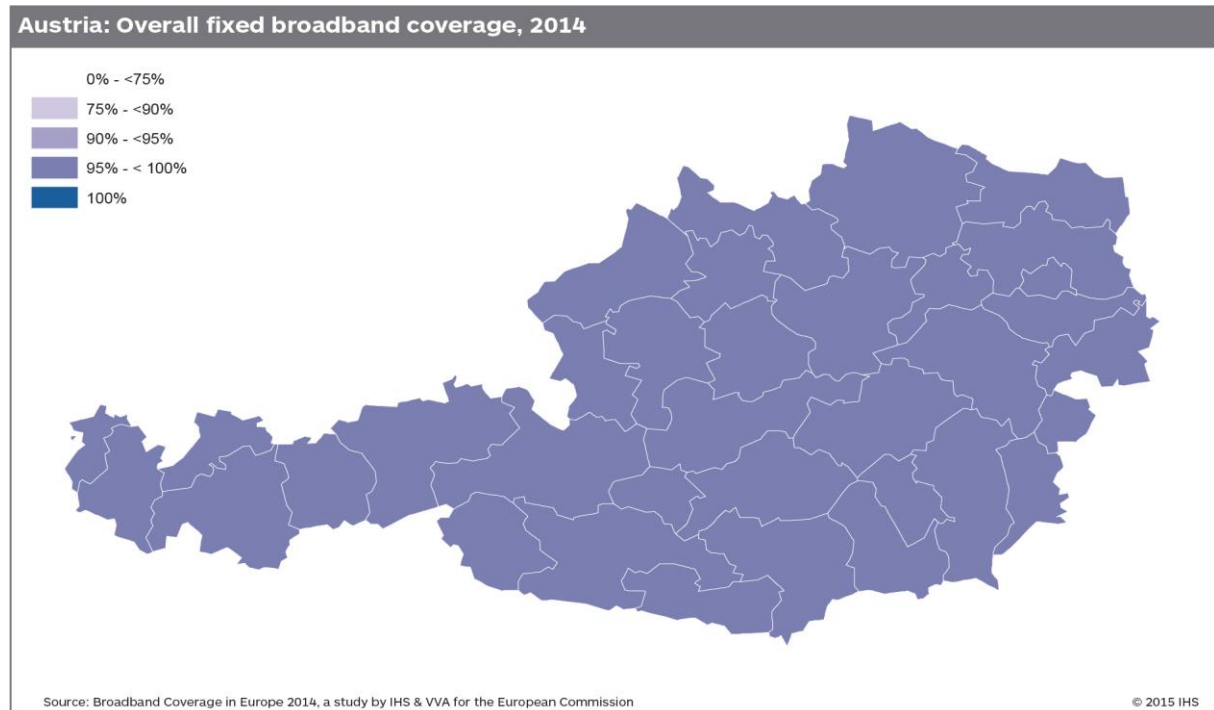 Austria: Overall fixed broadband coverage, 2014
0% - <75%
75% - <90%
90% - <95%
95% - < 100%
100%
Source: Broadband Coverage in Europe 2014, a study by IHS & VVA for the European Commission
© 2015 IHS